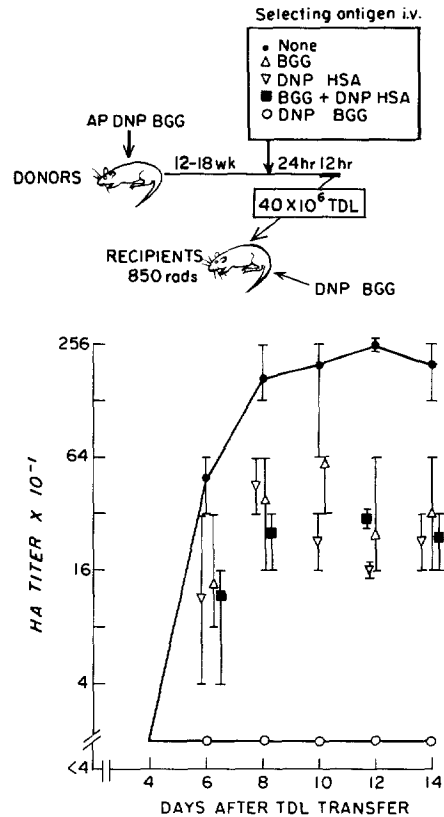 Selecting antigen i.v.
● None
△ BGG
▽ DNP HSA
■ BGG + DNP HSA
○ DNP BGG
AP DNP BGG
DONORS
12-18 wk
24hr 12hr
40 X 10⁶ TDL
RECIPIENTS
850 rads
DNP BGG
HA TITER X 10⁻¹
256
64
16
4
<4
4 6 8 10 12 14
DAYS AFTER TDL TRANSFER